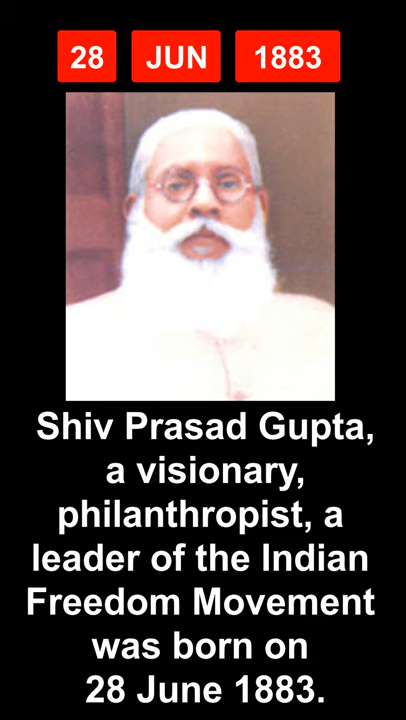 28 JUN 1883
Shiv Prasad Gupta,
a visionary,
philanthropist, a
leader of the Indian
Freedom Movement
was born on
28 June 1883.